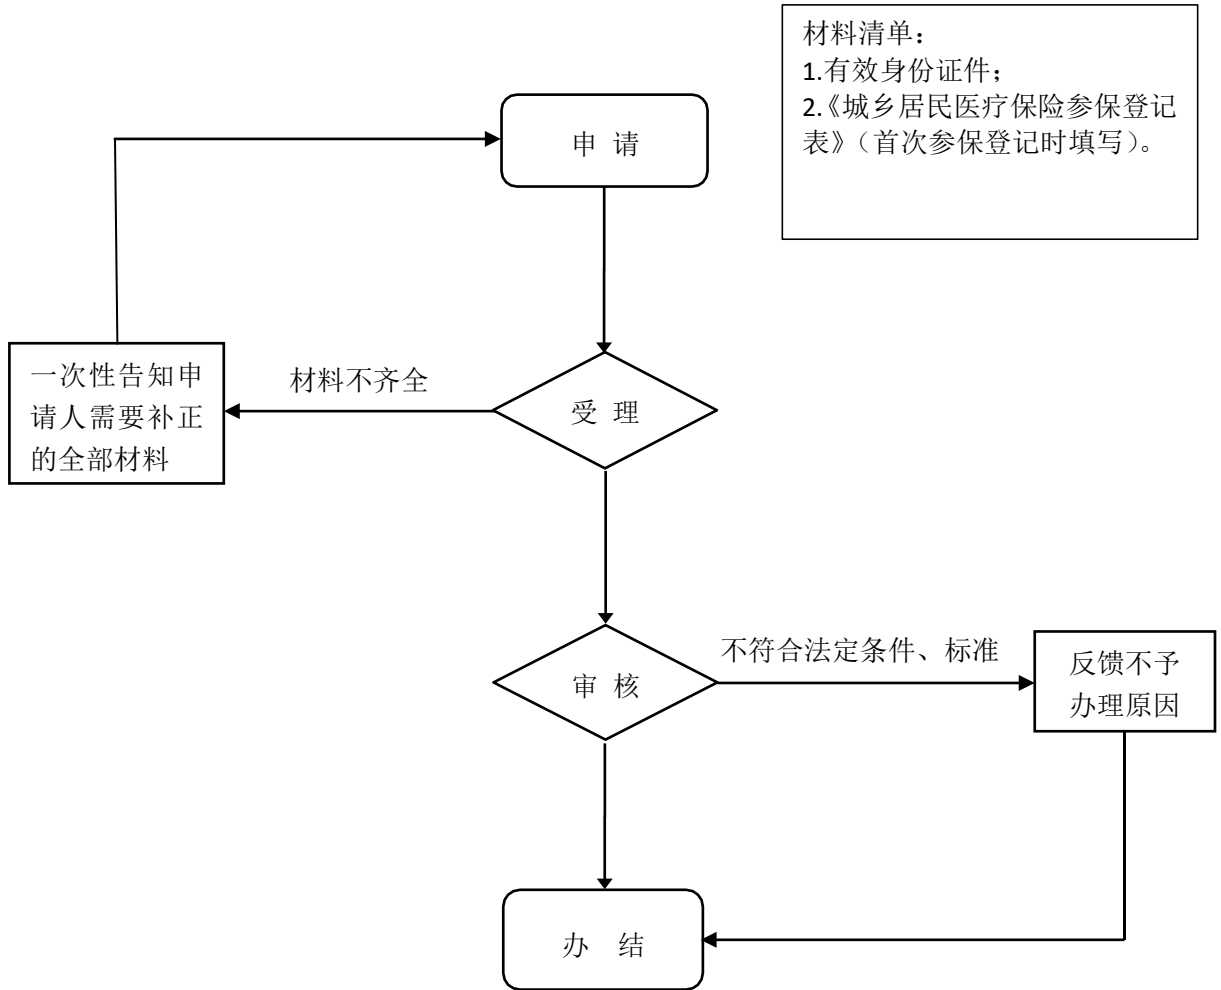 材料清单：
1.有效身份证件；
2.《城乡居民医疗保险参保登记
表》（首次参保登记时填写）。
申 请
一次性告知申
请人需要补正
的全部材料
材料不齐全
受 理
不符合法定条件、标准
审 核
反馈不予
办理原因
办 结